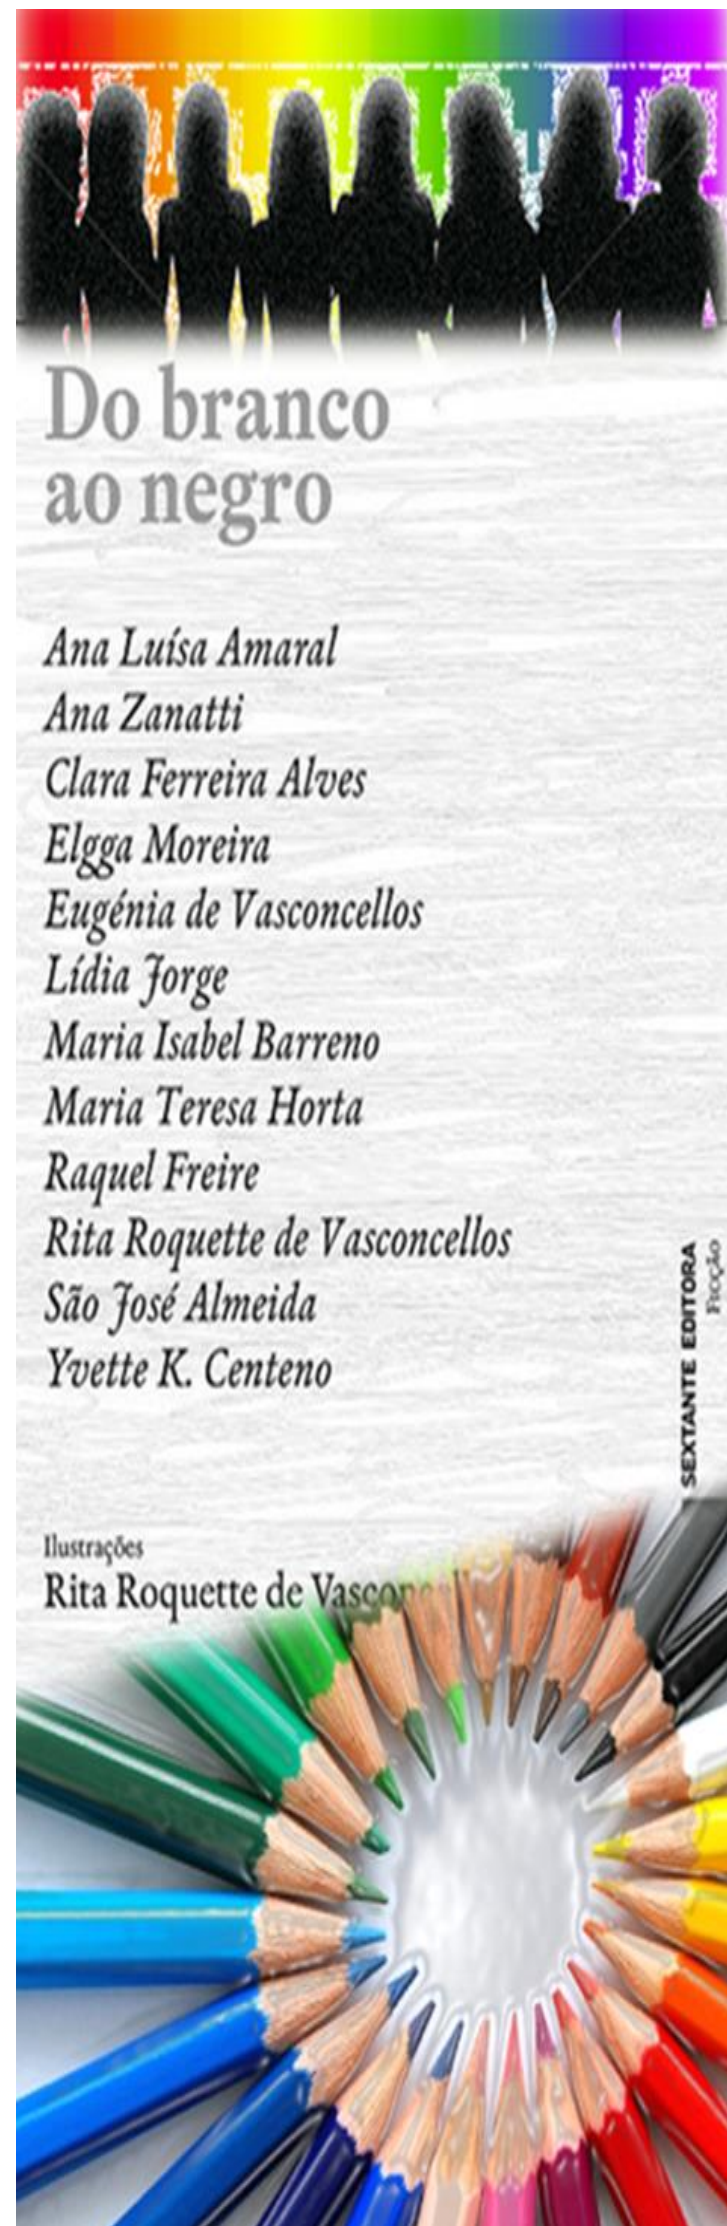 Do branco
ao negro
Ana Luísa Amaral
Ana Zanatti
Clara Ferreira Alves
Elgga Moreira
Eugénia de Vasconcellos
Lídia Jorge
Maria Isabel Barreno
Maria Teresa Horta
Raquel Freire
Rita Roquette de Vasconcellos
São José Almeida
Yvette K. Centeno
SEXTANTE EDITORA
Ficção
Ilustrações
Rita Roquette de